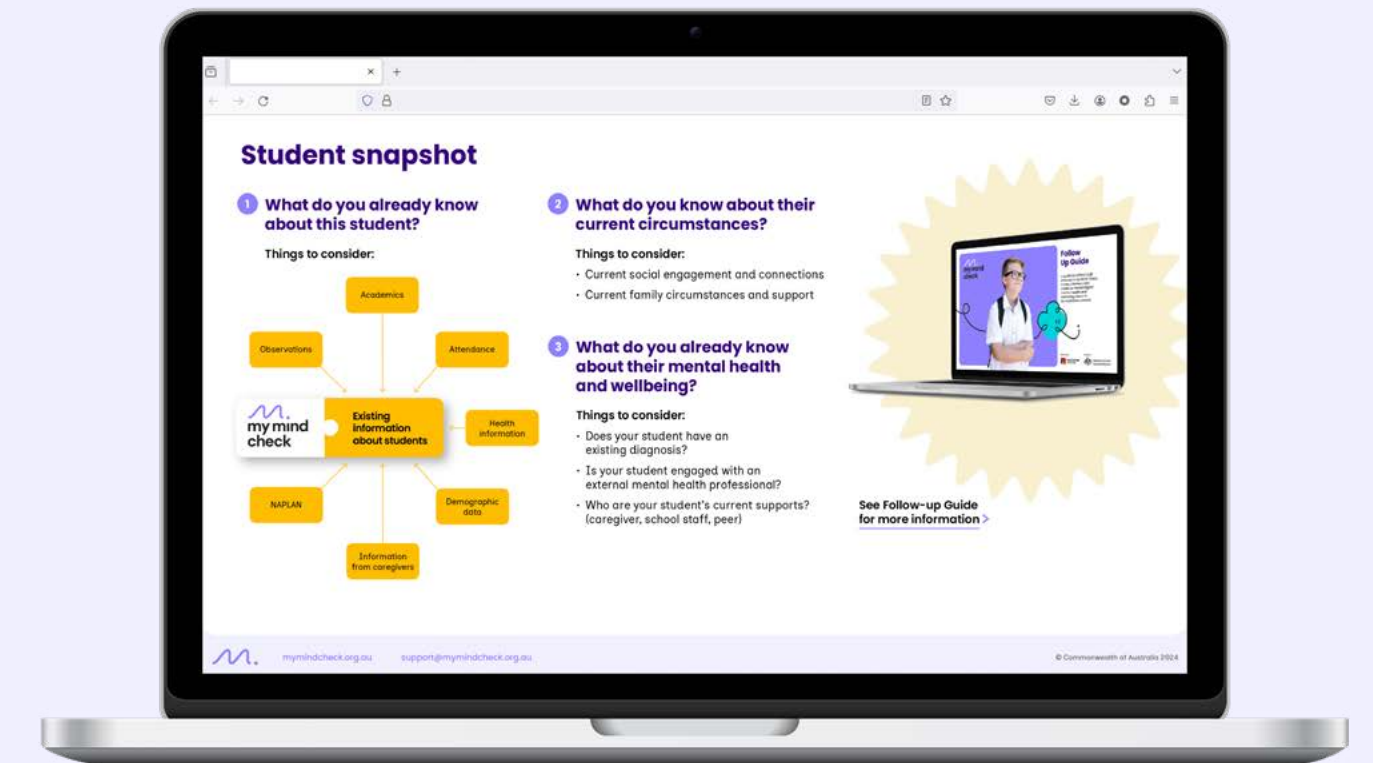 Student snapshot
1
What do you already know
about this student?
Things to consider:
Academics
Observations
Attendance
my mind
check
Existing
information
about students
Health
information
NAPLAN
Demographic
data
Information
from caregivers
2
What do you know about their
current circumstances?
Things to consider:
• Current social engagement and connections
• Current family circumstances and support
3
What do you already know
about their mental health
and wellbeing?
Things to consider:
• Does your student have an
existing diagnosis?
• Is your student engaged with an
external mental health professional?
• Who are your student's current supports?
(caregiver, school staff, peer)
my mind
check
Follow
Up Guide
See Follow-up Guide
for more information >
mymindcheck.org.au
support@mymindcheck.org.au
© Commonwealth of Australia 2024